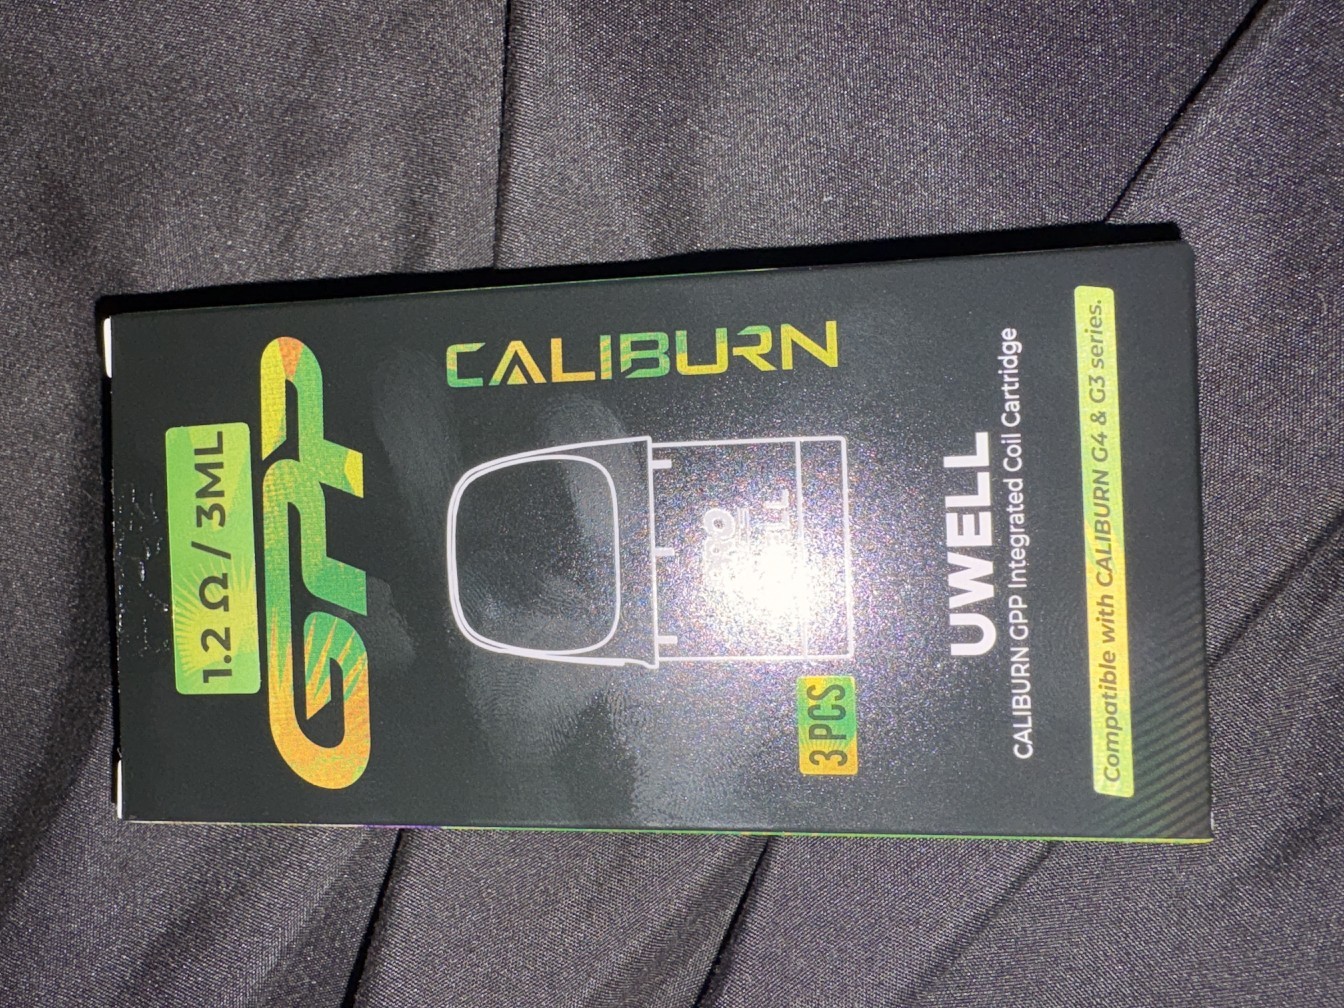 1.2 Ω / 3ML
GPP
CALIBURN
3 PCS
UWELL
CALIBURN GPP Integrated Coil Cartridge
Compatible with CALIBURN G4 & G3 series.